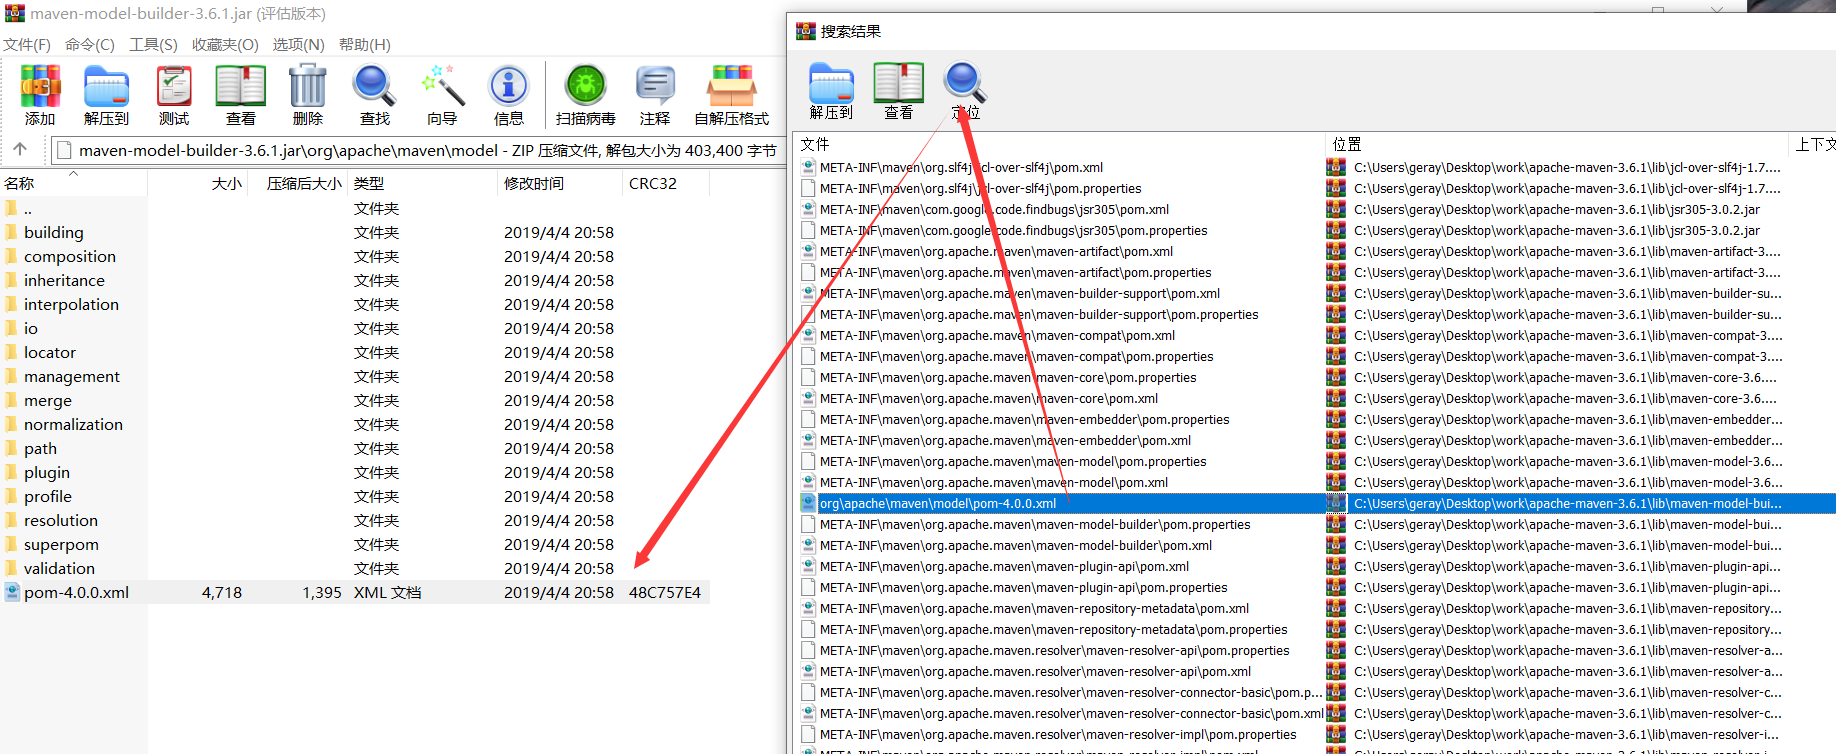 maven-model-builder-3.6.1.jar (评估版本)
文件(F) 命令(C) 工具(S) 收藏夹(O) 选项(N) 帮助(H)
添加 解压到 测试 查看 删除 查找 向导 信息 扫描病毒 注释 自解压格式
maven-model-builder-3.6.1.jar\org\apache\maven\model - ZIP 压缩文件, 解包大小为 403,400 字节
名称 大小 压缩后大小 类型 修改时间 CRC32
.. 文件夹
building 文件夹 2019/4/4 20:58
composition 文件夹 2019/4/4 20:58
inheritance 文件夹 2019/4/4 20:58
interpolation 文件夹 2019/4/4 20:58
io 文件夹 2019/4/4 20:58
locator 文件夹 2019/4/4 20:58
management 文件夹 2019/4/4 20:58
merge 文件夹 2019/4/4 20:58
normalization 文件夹 2019/4/4 20:58
path 文件夹 2019/4/4 20:58
plugin 文件夹 2019/4/4 20:58
profile 文件夹 2019/4/4 20:58
resolution 文件夹 2019/4/4 20:58
superpom 文件夹 2019/4/4 20:58
validation 文件夹 2019/4/4 20:58
pom-4.0.0.xml 4,718 1,395 XML 文档 2019/4/4 20:58 48C757E4
搜索结果
解压到 查看 定位
文件 位置 上下文
META-INF\maven\org.slf4j\jcl-over-slf4j\pom.xml C:\Users\geray\Desktop\work\apache-maven-3.6.1\lib\jcl-over-slf4j-1.7....
META-INF\maven\org.slf4j\jcl-over-slf4j\pom.properties C:\Users\geray\Desktop\work\apache-maven-3.6.1\lib\jcl-over-slf4j-1.7....
META-INF\maven\com.google.code.findbugs\jsr305\pom.xml C:\Users\geray\Desktop\work\apache-maven-3.6.1\lib\jsr305-3.0.2.jar
META-INF\maven\com.google.code.findbugs\jsr305\pom.properties C:\Users\geray\Desktop\work\apache-maven-3.6.1\lib\jsr305-3.0.2.jar
META-INF\maven\org.apache.maven\maven-artifact\pom.xml C:\Users\geray\Desktop\work\apache-maven-3.6.1\lib\maven-artifact-3....
META-INF\maven\org.apache.maven\maven-artifact\pom.properties C:\Users\geray\Desktop\work\apache-maven-3.6.1\lib\maven-artifact-3....
META-INF\maven\org.apache.maven\maven-builder-support\pom.xml C:\Users\geray\Desktop\work\apache-maven-3.6.1\lib\maven-builder-su...
META-INF\maven\org.apache.maven\maven-builder-support\pom.properties C:\Users\geray\Desktop\work\apache-maven-3.6.1\lib\maven-builder-su...
META-INF\maven\org.apache.maven\maven-compat\pom.xml C:\Users\geray\Desktop\work\apache-maven-3.6.1\lib\maven-compat-3....
META-INF\maven\org.apache.maven\maven-compat\pom.properties C:\Users\geray\Desktop\work\apache-maven-3.6.1\lib\maven-compat-3....
META-INF\maven\org.apache.maven\maven-core\pom.properties C:\Users\geray\Desktop\work\apache-maven-3.6.1\lib\maven-core-3.6....
META-INF\maven\org.apache.maven\maven-core\pom.xml C:\Users\geray\Desktop\work\apache-maven-3.6.1\lib\maven-core-3.6....
META-INF\maven\org.apache.maven\maven-embedder\pom.properties C:\Users\geray\Desktop\work\apache-maven-3.6.1\lib\maven-embedder...
META-INF\maven\org.apache.maven\maven-embedder\pom.xml C:\Users\geray\Desktop\work\apache-maven-3.6.1\lib\maven-embedder...
META-INF\maven\org.apache.maven\maven-model\pom.properties C:\Users\geray\Desktop\work\apache-maven-3.6.1\lib\maven-model-3.6...
META-INF\maven\org.apache.maven\maven-model\pom.xml C:\Users\geray\Desktop\work\apache-maven-3.6.1\lib\maven-model-3.6...
org\apache\maven\model\pom-4.0.0.xml C:\Users\geray\Desktop\work\apache-maven-3.6.1\lib\maven-model-bui...
META-INF\maven\org.apache.maven\maven-model-builder\pom.properties C:\Users\geray\Desktop\work\apache-maven-3.6.1\lib\maven-model-bui...
META-INF\maven\org.apache.maven\maven-model-builder\pom.xml C:\Users\geray\Desktop\work\apache-maven-3.6.1\lib\maven-model-bui...
META-INF\maven\org.apache.maven\maven-plugin-api\pom.xml C:\Users\geray\Desktop\work\apache-maven-3.6.1\lib\maven-plugin-api...
META-INF\maven\org.apache.maven\maven-plugin-api\pom.properties C:\Users\geray\Desktop\work\apache-maven-3.6.1\lib\maven-plugin-api...
META-INF\maven\org.apache.maven\maven-repository-metadata\pom.xml C:\Users\geray\Desktop\work\apache-maven-3.6.1\lib\maven-repository...
META-INF\maven\org.apache.maven\maven-repository-metadata\pom.properties C:\Users\geray\Desktop\work\apache-maven-3.6.1\lib\maven-repository...
META-INF\maven\org.apache.maven.resolver\maven-resolver-api\pom.properties C:\Users\geray\Desktop\work\apache-maven-3.6.1\lib\maven-resolver-a...
META-INF\maven\org.apache.maven.resolver\maven-resolver-api\pom.xml C:\Users\geray\Desktop\work\apache-maven-3.6.1\lib\maven-resolver-a...
META-INF\maven\org.apache.maven.resolver\maven-resolver-connector-basic\pom.p... C:\Users\geray\Desktop\work\apache-maven-3.6.1\lib\maven-resolver-c...
META-INF\maven\org.apache.maven.resolver\maven-resolver-connector-basic\pom.xml C:\Users\geray\Desktop\work\apache-maven-3.6.1\lib\maven-resolver-c...
META-INF\maven\org.apache.maven.resolver\maven-resolver-impl\pom.properties C:\Users\geray\Desktop\work\apache-maven-3.6.1\lib\maven-resolver-i...